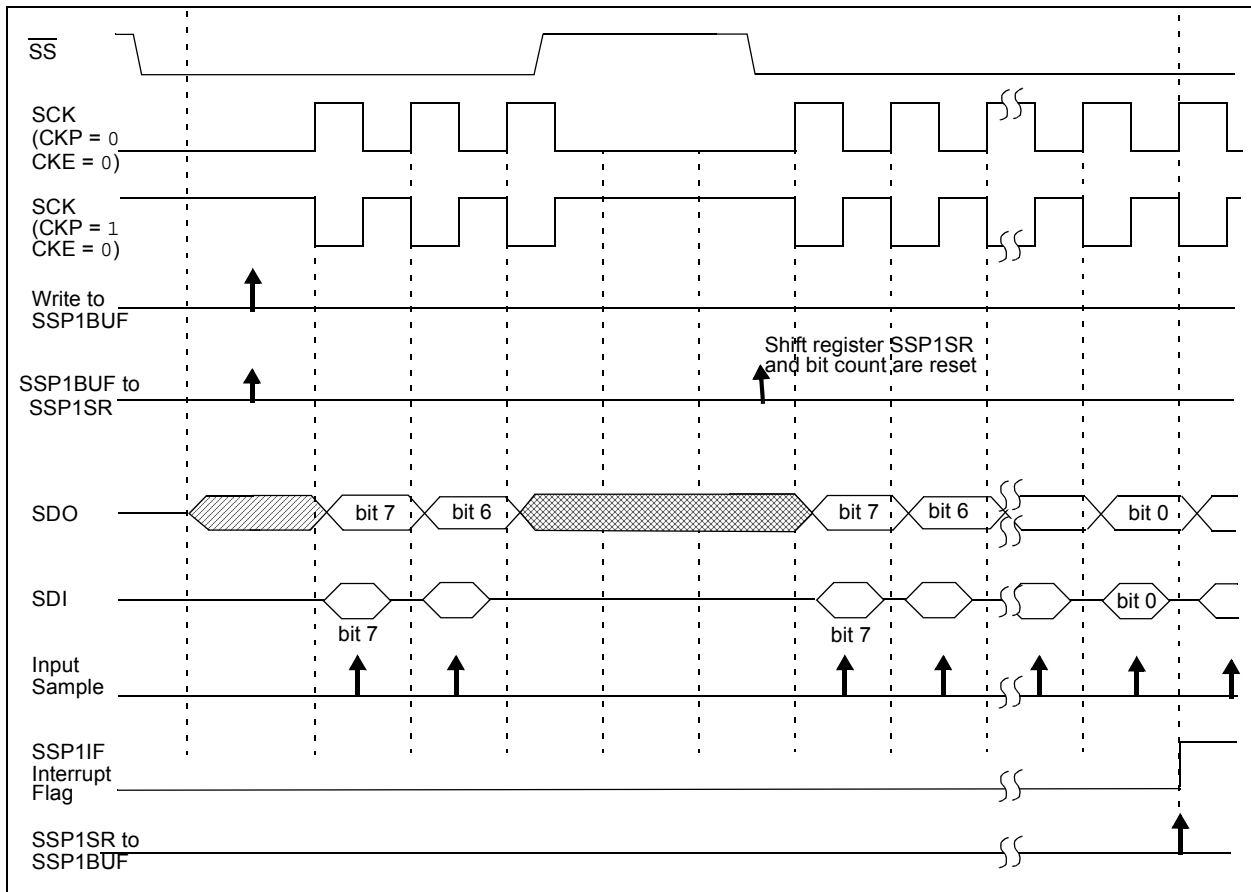 SS
SCK
(CKP = 0
CKE = 0)
SCK
(CKP = 1
CKE = 0)
Write to
SSP1BUF
Shift register SSP1SR
and bit count are reset
SSP1BUF to
SSP1SR
SDO
bit 7
bit 6
bit 7
bit 6
bit 0
SDI
bit 0
bit 7
bit 7
Input
Sample
SSP1IF
Interrupt
Flag
SSP1SR to
SSP1BUF